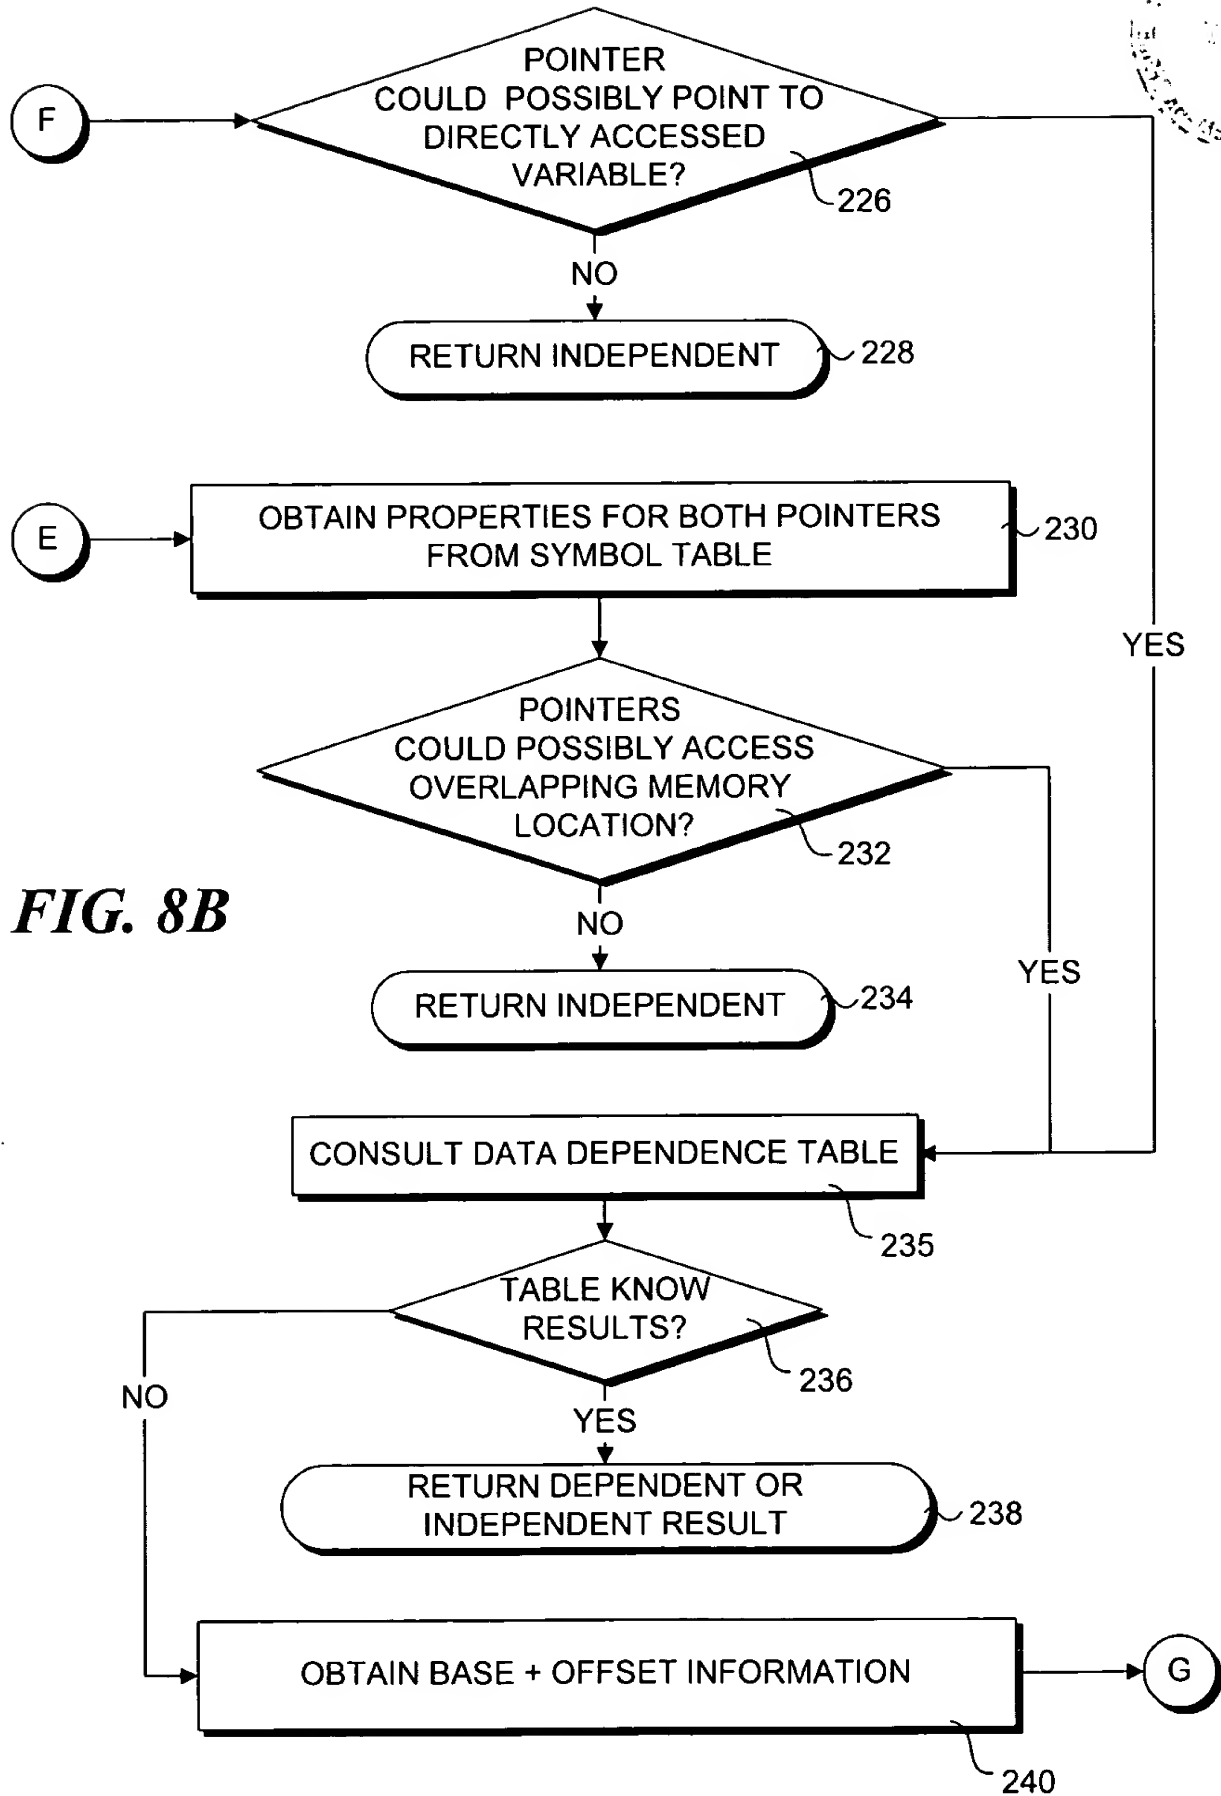 POINTER
COULD POSSIBLY POINT TO
DIRECTLY ACCESSED
VARIABLE?
F
226
NO
RETURN INDEPENDENT
228
E
OBTAIN PROPERTIES FOR BOTH POINTERS
FROM SYMBOL TABLE
230
YES
POINTERS
COULD POSSIBLY ACCESS
OVERLAPPING MEMORY
LOCATION?
232
FIG. 8B
NO
YES
RETURN INDEPENDENT
234
CONSULT DATA DEPENDENCE TABLE
235
TABLE KNOW
RESULTS?
236
NO
YES
RETURN DEPENDENT OR
INDEPENDENT RESULT
238
OBTAIN BASE + OFFSET INFORMATION
G
240